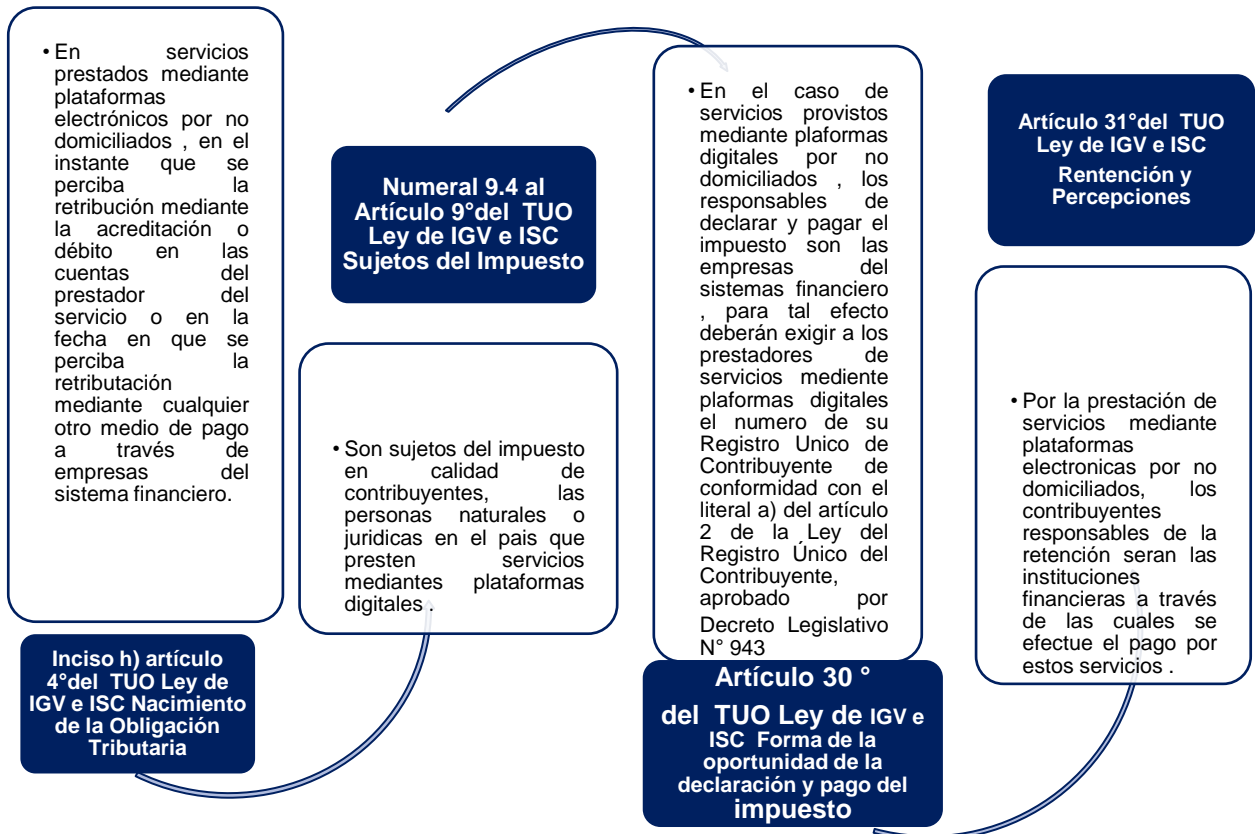 • En servicios
prestados mediante
plataformas
electrónicos por no
domiciliados , en el
instante que se
perciba la
retribución mediante
la acreditación o
débito en las
cuentas del
prestador del
servicio o en la
fecha en que se
perciba la
retributación
mediante cualquier
otro medio de pago
a través de
empresas del
sistema financiero.
Inciso h) artículo
4°del TUO Ley de
IGV e ISC Nacimiento
de la Obligación
Tributaria
Numeral 9.4 al
Artículo 9°del TUO
Ley de IGV e ISC
Sujetos del Impuesto
• Son sujetos del impuesto
en calidad de
contribuyentes, las
personas naturales o
juridicas en el pais que
presten servicios
mediantes plataformas
digitales .
• En el caso de
servicios provistos
mediante plaformas
digitales por no
domiciliados , los
responsables de
declarar y pagar el
impuesto son las
empresas del
sistemas financiero
, para tal efecto
deberán exigir a los
prestadores de
servicios mediente
plaformas digitales
el numero de su
Registro Unico de
Contribuyente de
conformidad con el
literal a) del artículo
2 de la Ley del
Registro Único del
Contribuyente,
aprobado por
Decreto Legislativo
N° 943
Artículo 30 °
del TUO Ley de IGV e
ISC Forma de la
oportunidad de la
declaración y pago del
impuesto
Artículo 31°del TUO
Ley de IGV e ISC
Rentención y
Percepciones
• Por la prestación de
servicios mediante
plataformas
electronicas por no
domiciliados, los
contribuyentes
responsables de la
retención seran las
instituciones
financieras a través
de las cuales se
efectue el pago por
estos servicios .